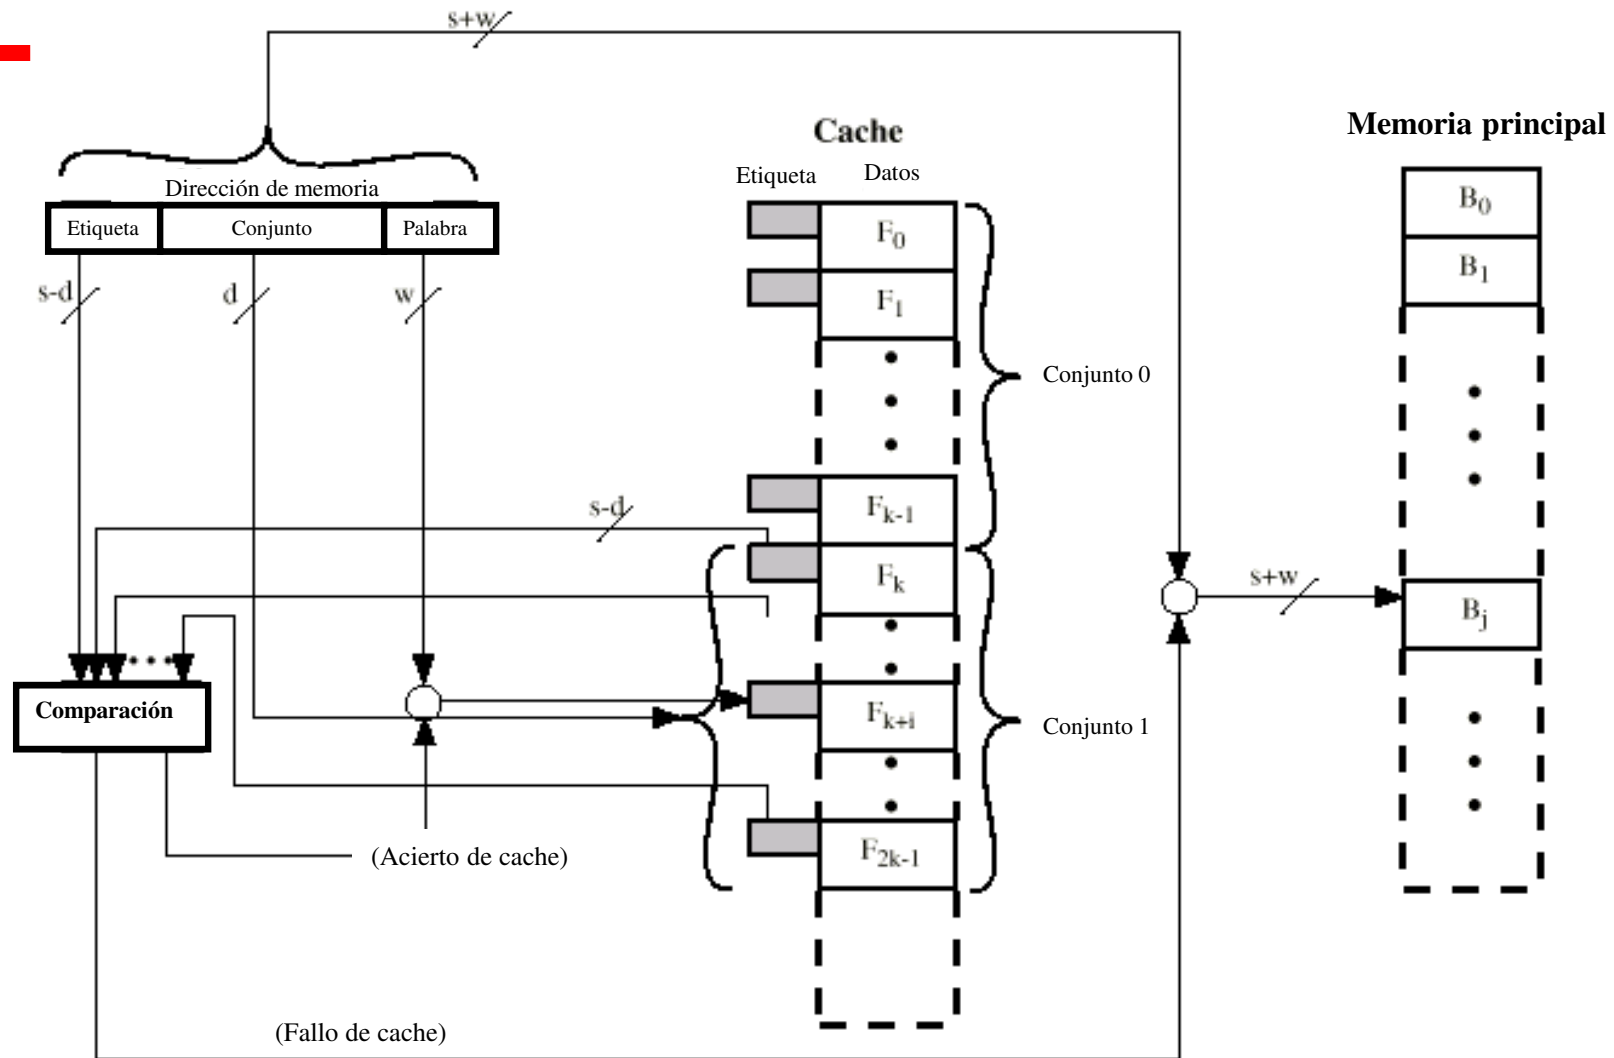 s+w
Cache
Memoria principal
Etiqueta
Datos
Dirección de memoria
Etiqueta
Conjunto
Palabra
F0
B0
B1
s-d
d
w
F1
Conjunto 0
s-d
Fk-1
Fk
s+w
Bj
Comparación
Fk+i
Conjunto 1
(Acierto de cache)
F2k-1
(Fallo de cache)